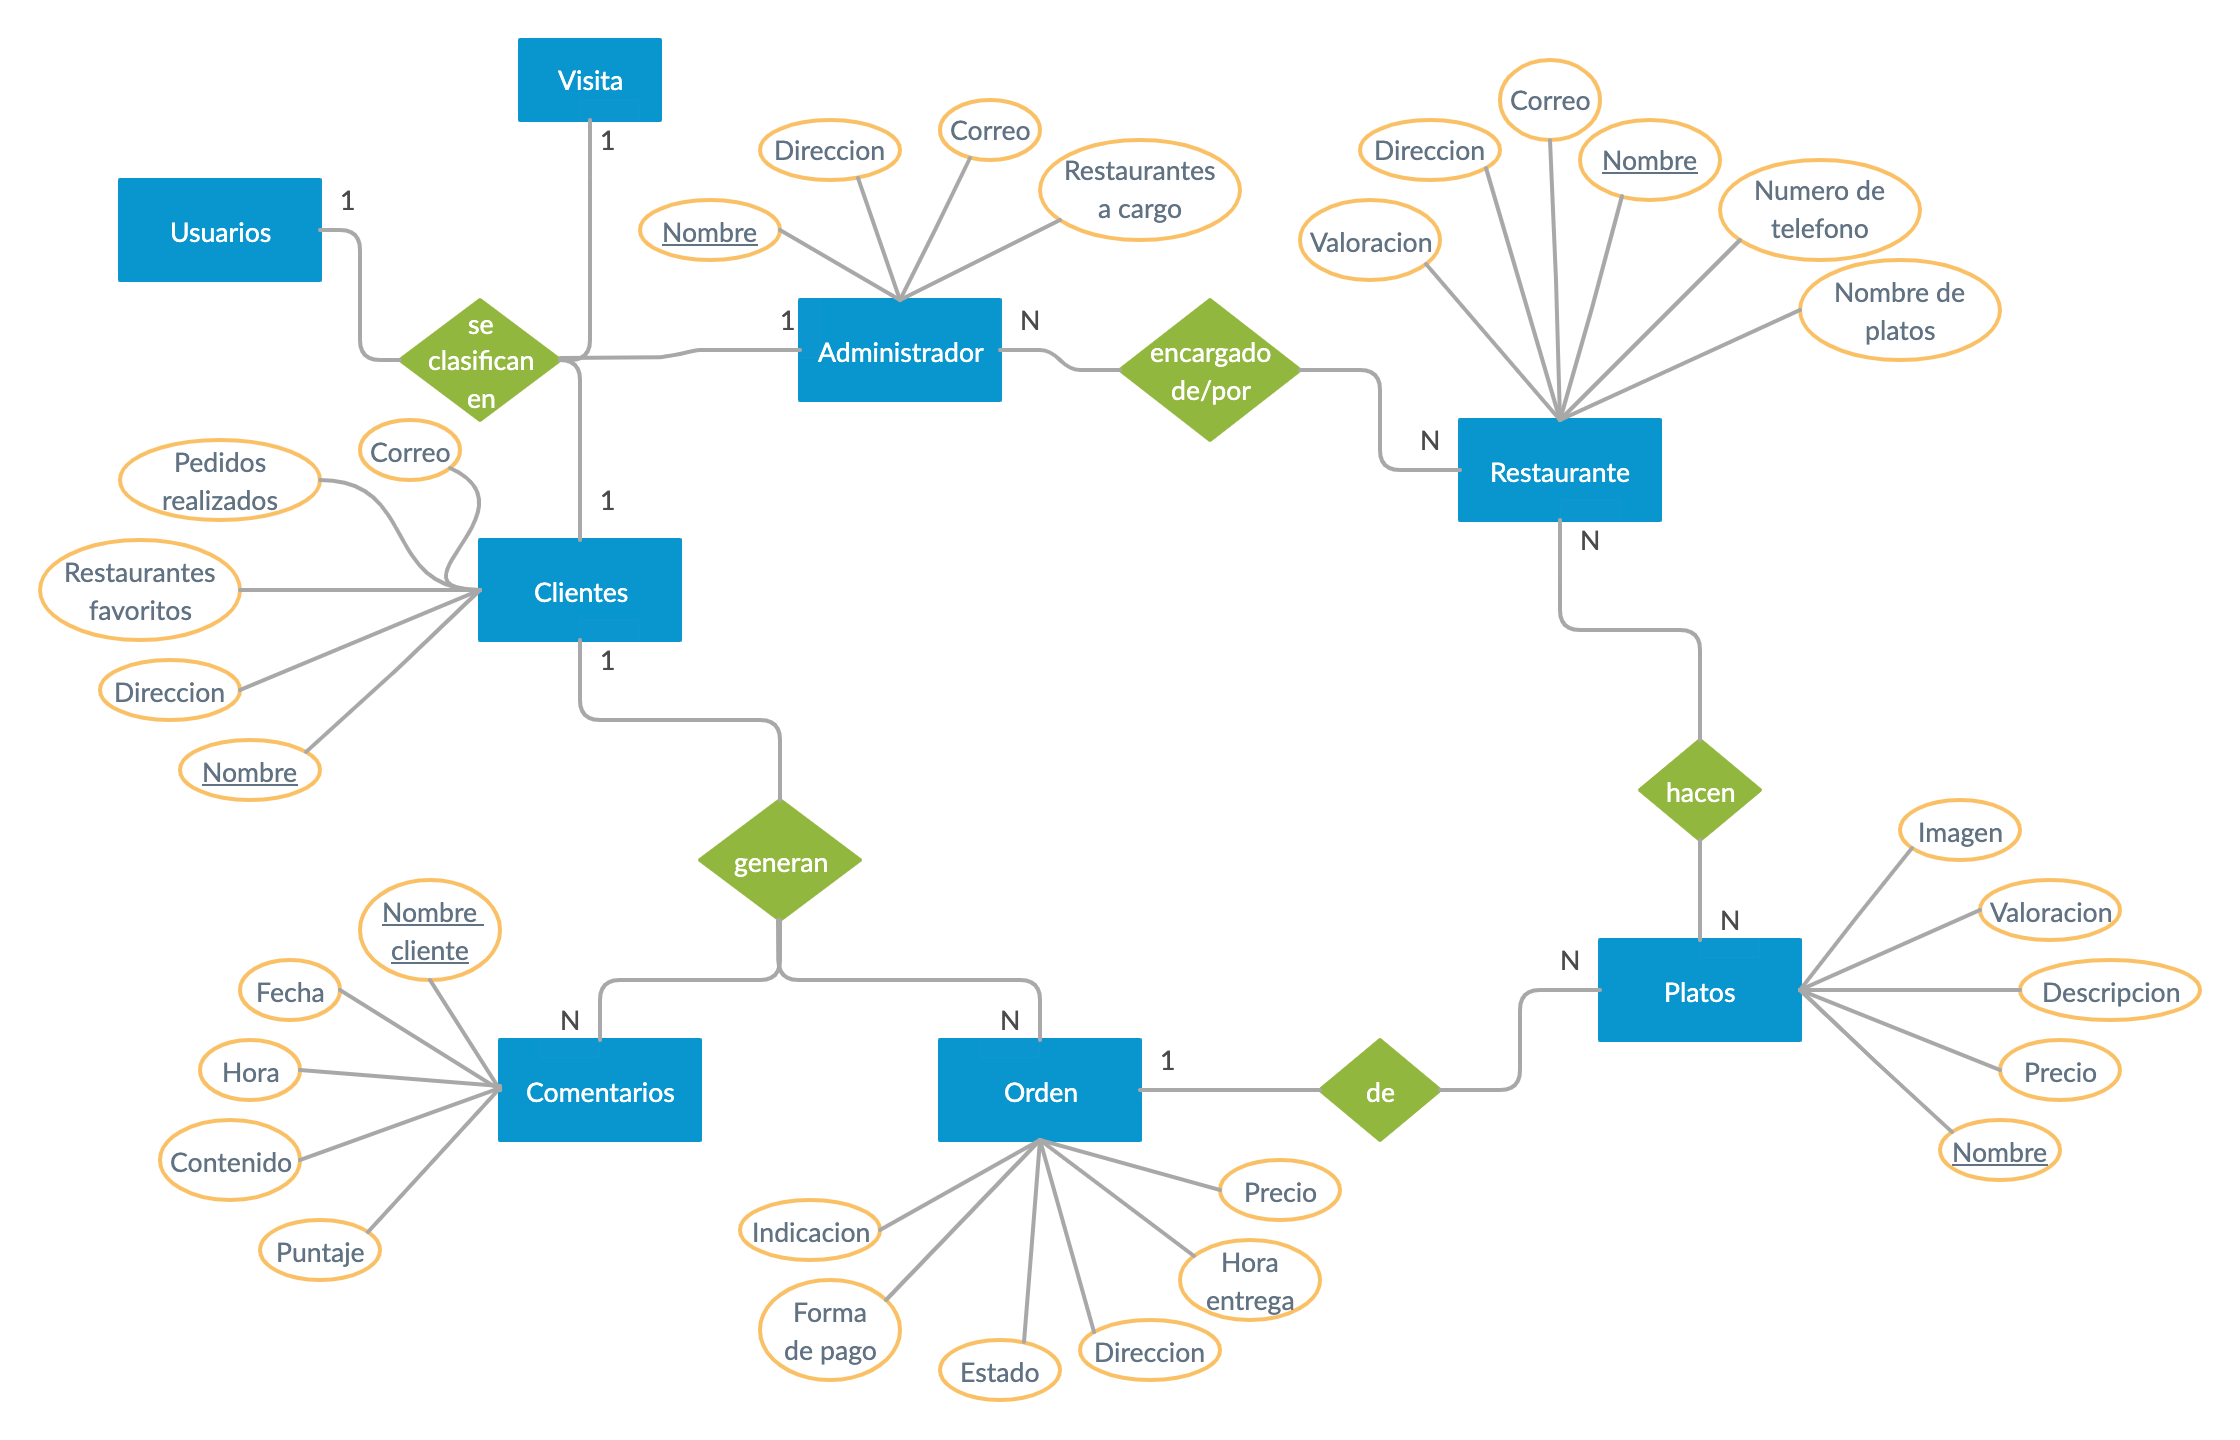 Visita
1
Usuarios
1
se
clasifican
en
Nombre
Direccion
Correo
Restaurantes
a cargo
1
Administrador
N
encargado
de/por
N
Valoracion
Direccion
Correo
Nombre
Numero de
telefono
Nombre de
platos
Restaurante
N
Pedidos
realizados
Correo
Restaurantes
favoritos
Direccion
Nombre
1
Clientes
1
generan
hacen
N
Nombre
cliente
Fecha
Hora
Contenido
Puntaje
N
Comentarios
N
Orden
1
de
N
Platos
Imagen
Valoracion
Descripcion
Precio
Nombre
Indicacion
Forma
de pago
Estado
Direccion
Hora
entrega
Precio